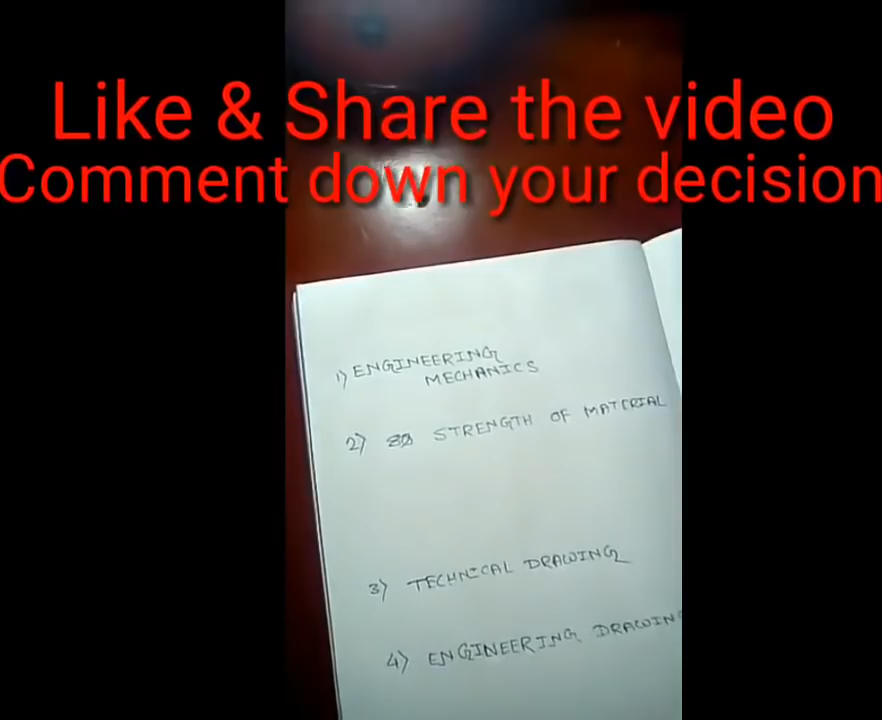 Like & Share the video
Comment down your decision
1) ENGINEERING
MECHANICS
2) STRENGTH OF MATERIAL
3) TECHNICAL DRAWING
4) ENGINEERING DRAWING